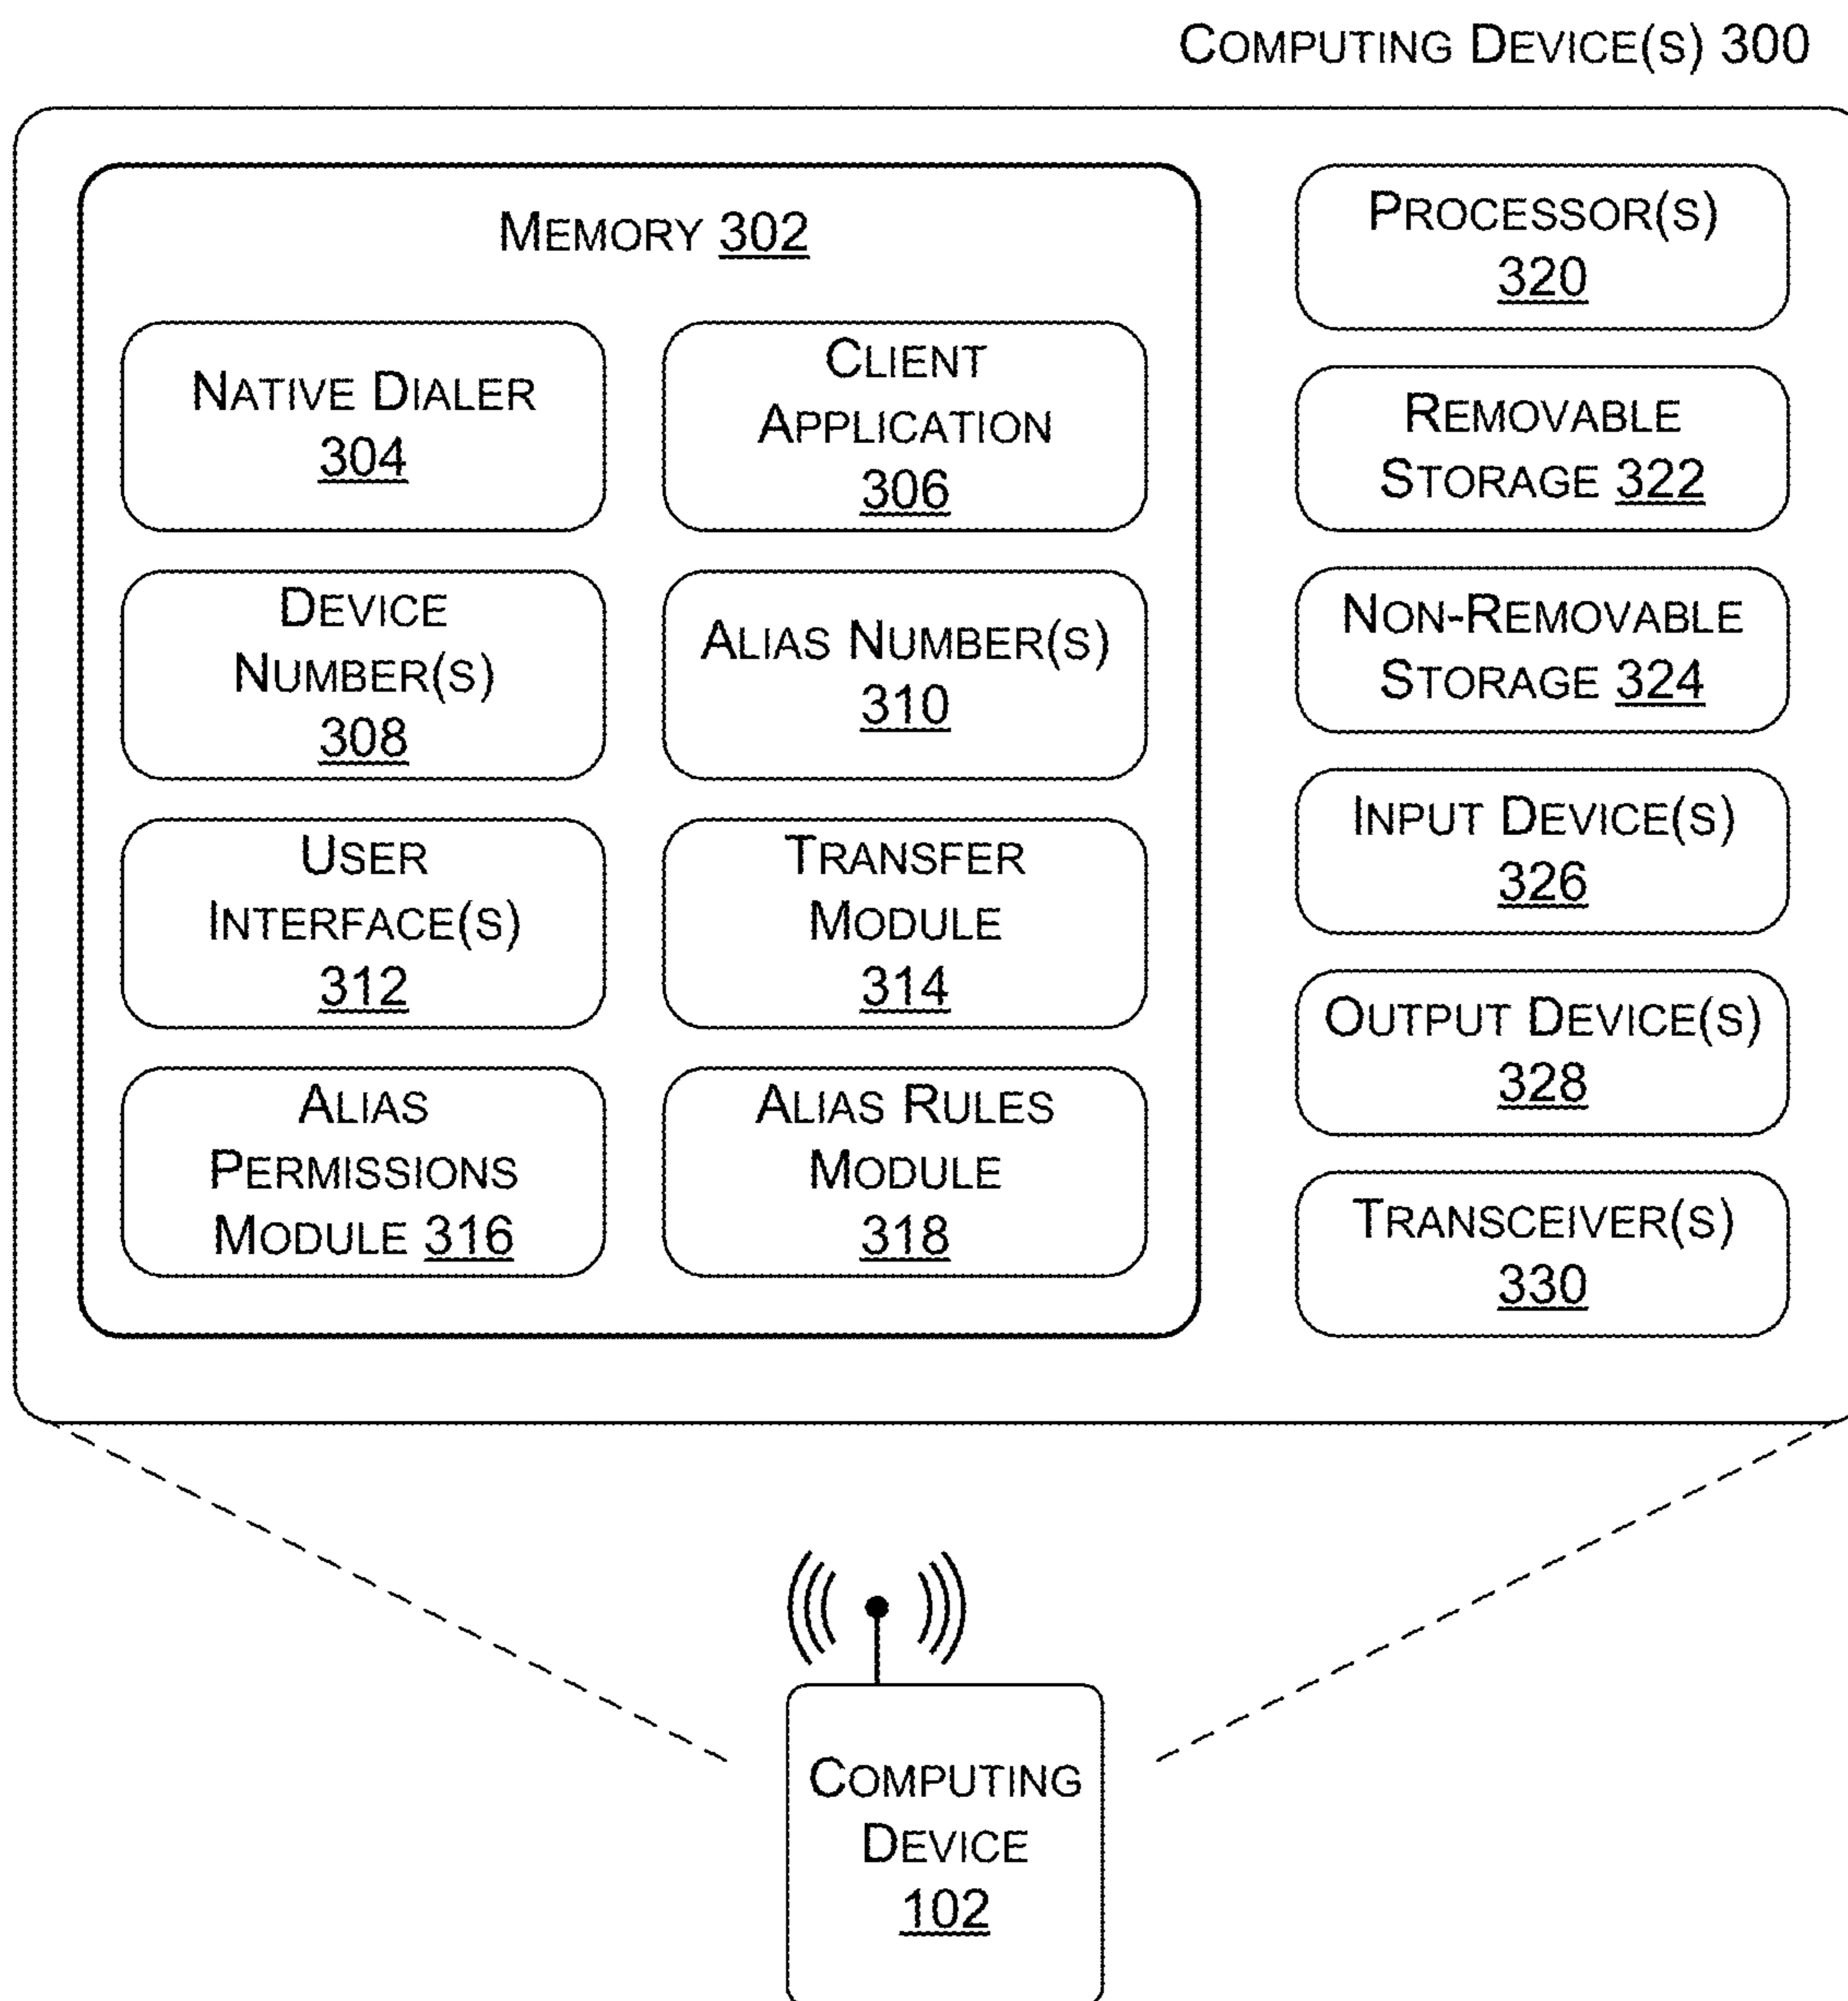 COMPUTING DEVICE(S) 300
MEMORY 302
NATIVE DIALER
304
CLIENT
APPLICATION
306
DEVICE
NUMBER(S)
308
ALIAS NUMBER(S)
310
USER
INTERFACE(S)
312
TRANSFER
MODULE
314
ALIAS
PERMISSIONS
MODULE 316
ALIAS RULES
MODULE
318
PROCESSOR(S)
320
REMOVABLE
STORAGE 322
NON-REMOVABLE
STORAGE 324
INPUT DEVICE(S)
326
OUTPUT DEVICE(S)
328
TRANSCEIVER(S)
330
COMPUTING
DEVICE
102